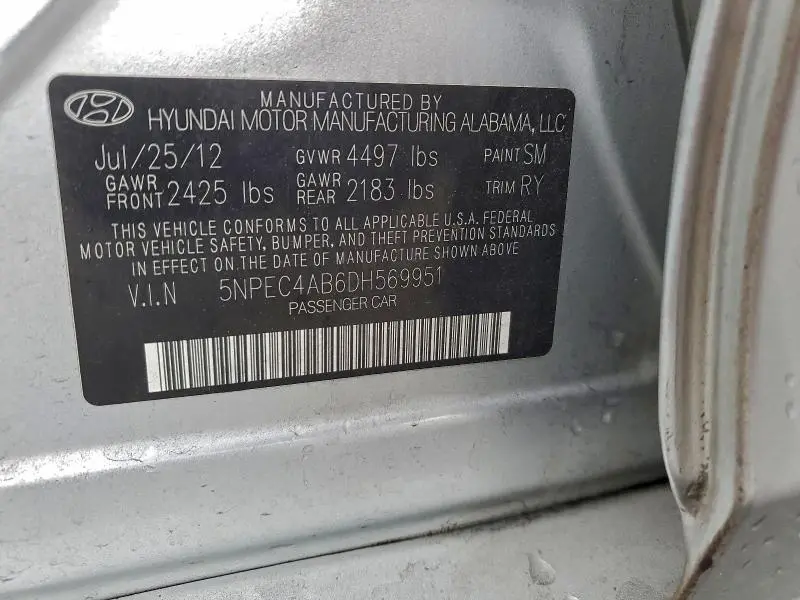 MANUFACTURED BY
HYUNDAI MOTOR MANUFACTURING ALABAMA, LLC
Jul/25/12 GVWR 4497 lbs PAINT SM
GAWR FRONT 2425 lbs GAWR REAR 2183 lbs TRIM RY
THIS VEHICLE CONFORMS TO ALL APPLICABLE U.S.A. FEDERAL
MOTOR VEHICLE SAFETY, BUMPER, AND THEFT PREVENTION STANDARDS
IN EFFECT ON THE DATE OF MANUFACTURE SHOWN ABOVE
V.I.N 5NPEC4AB6DH569951
PASSENGER CAR